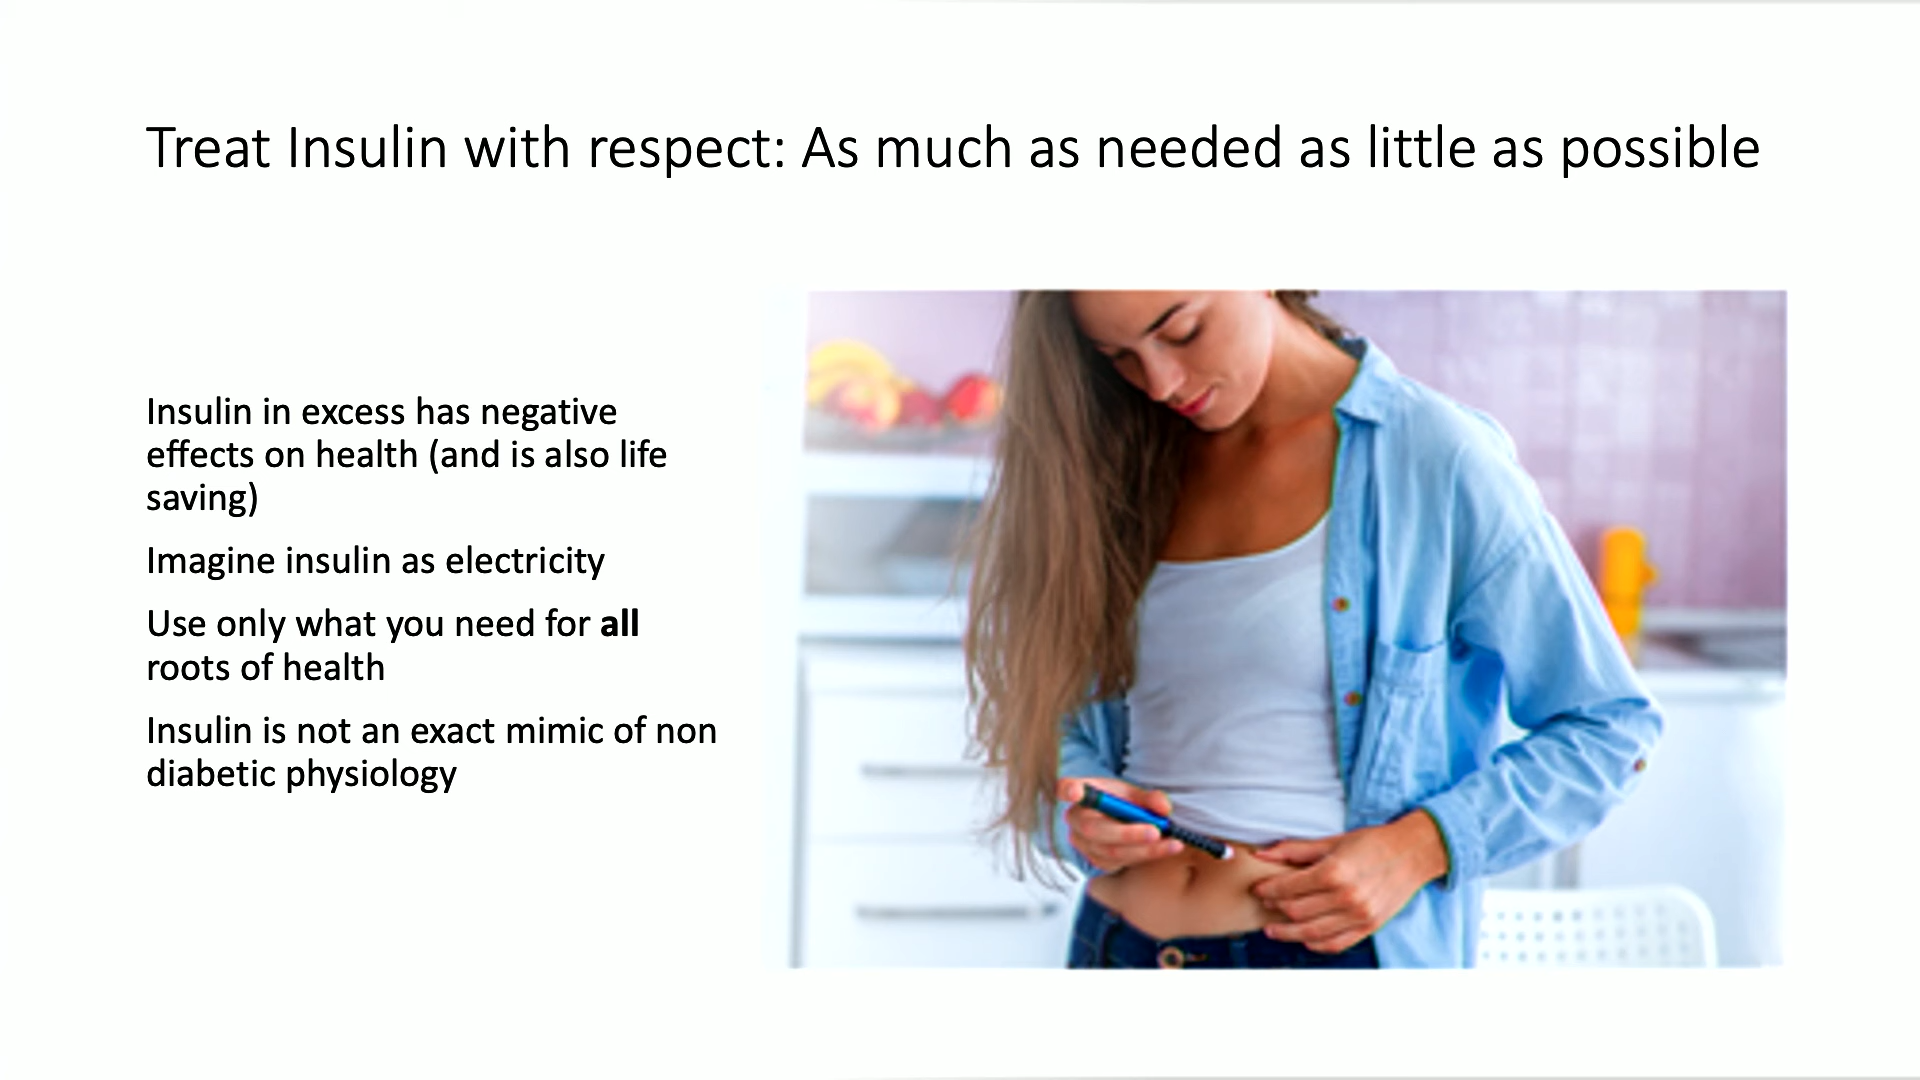 Treat Insulin with respect: As much as needed as little as possible
Insulin in excess has negative
effects on health (and is also life
saving)
Imagine insulin as electricity
Use only what you need for all
roots of health
Insulin is not an exact mimic of non
diabetic physiology